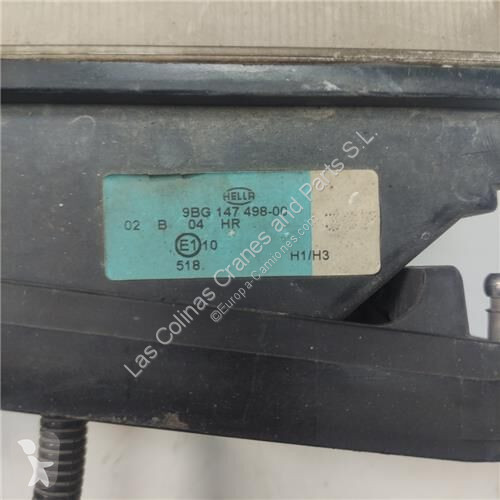 HELLA
9BG 147 498-00
02 B 04 HR
E1 10
518
H1/H3
Las Colinas Cranes and Parts S.L.
©Europa-Camiones.com